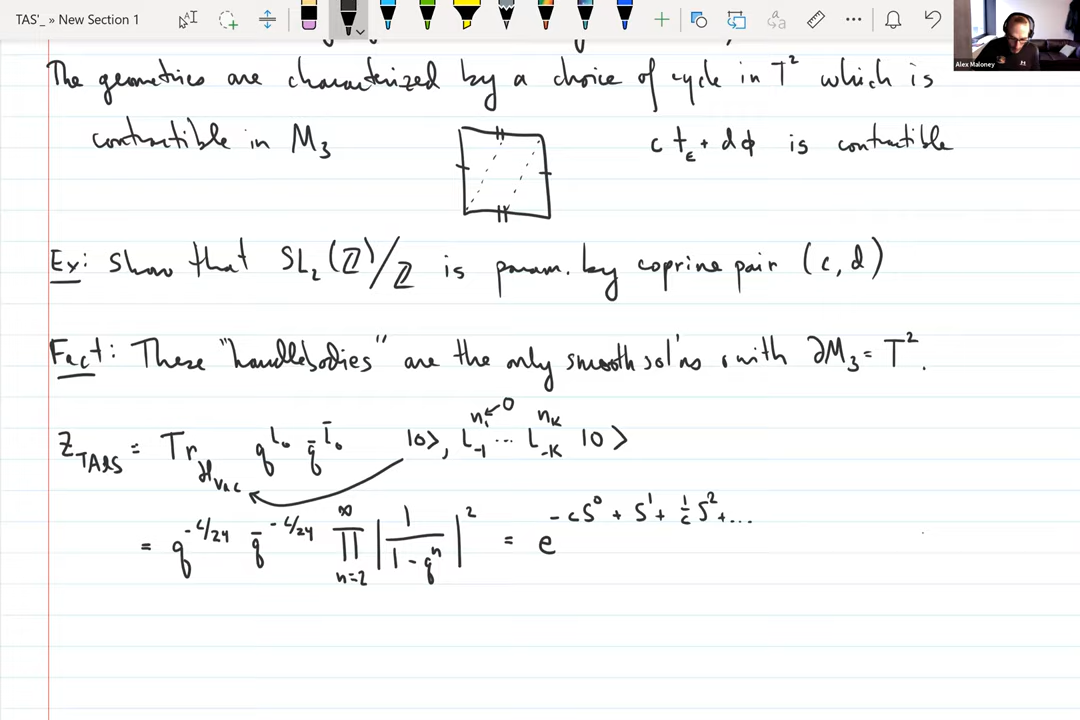 TAS'_ » New Section 1
Alex Maloney
The geometries are characterized by a choice of cycle in T² which is
contractible in M₃
c t_E + dϕ is contractible
Ex: Show that SL₂(ℤ)/ℤ is param. by coprime pair (c,d)
Fact: These "handlebodies" are the only smooth sol'ns with ∂M₃ = T².
Z_TAdS = Tr_ℋvac q^L₀ q̄^L̄₀ |0>, L₋₁^n₁ ··· L₋K^nK |0> n₁ ← 0
= q^-c/24 q̄^-c/24 ∏_{n=2}^∞ |1/(1-qⁿ)|² = e^{-cS⁰ + S¹ + 1/c S² + ...}